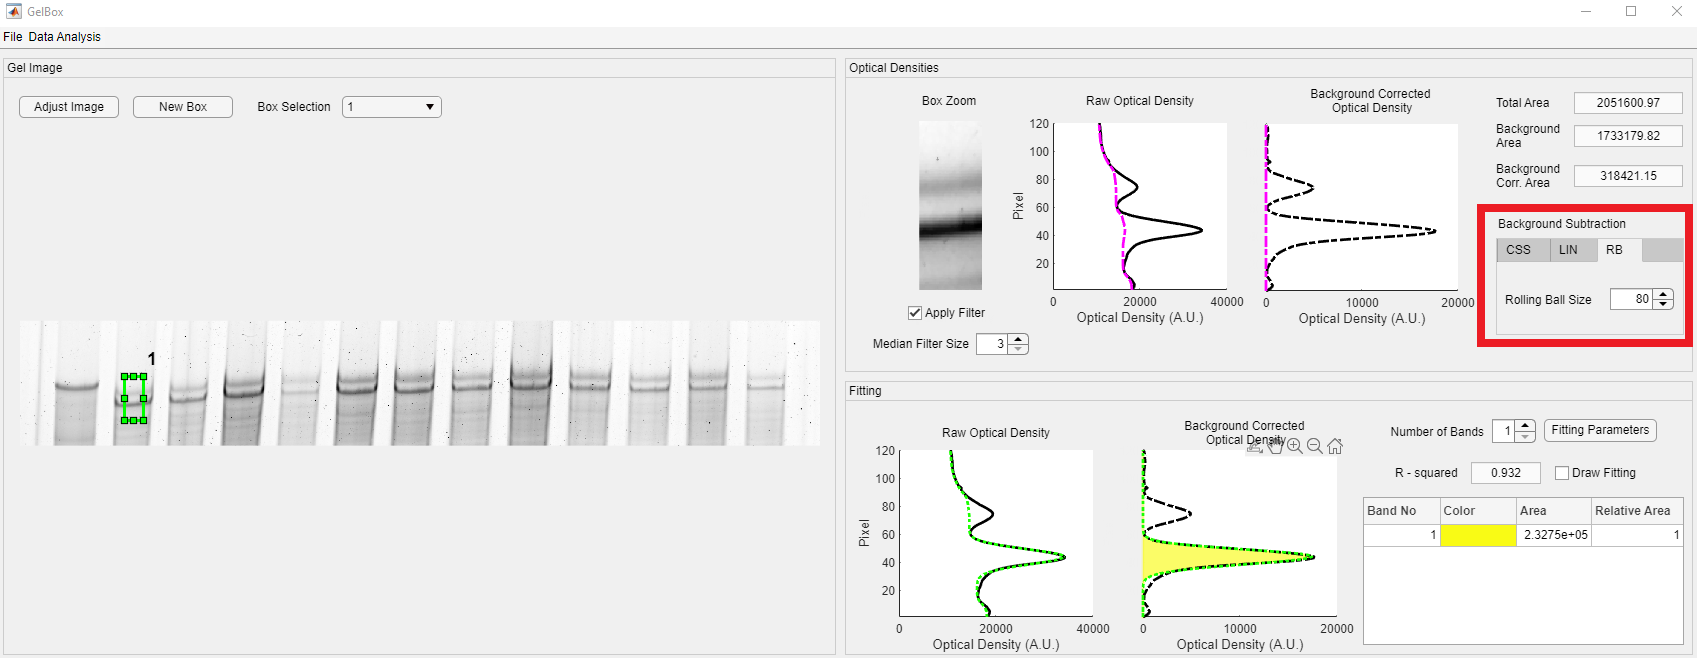 GelBox
File Data Analysis
Gel Image
Adjust Image
New Box
Box Selection
1
1
Optical Densities
Box Zoom
Apply Filter
Median Filter Size
3
Raw Optical Density
120
100
80
60
40
20
Pixel
0
20000
40000
Optical Density (A.U.)
Background Corrected
Optical Density
0
10000
20000
Optical Density (A.U.)
Total Area
2051600.97
Background
Area
1733179.82
Background
Corr. Area
318421.15
Background Subtraction
CSS
LIN
RB
Rolling Ball Size
80
Fitting
Raw Optical Density
120
100
80
60
40
20
Pixel
0
20000
40000
Optical Density (A.U.)
Background Corrected
Optical Density
120
100
80
60
40
20
0
10000
20000
Optical Density (A.U.)
Number of Bands
1
Fitting Parameters
R - squared
0.932
Draw Fitting
Band No Color Area Relative Area
1 2.3275e+05 1